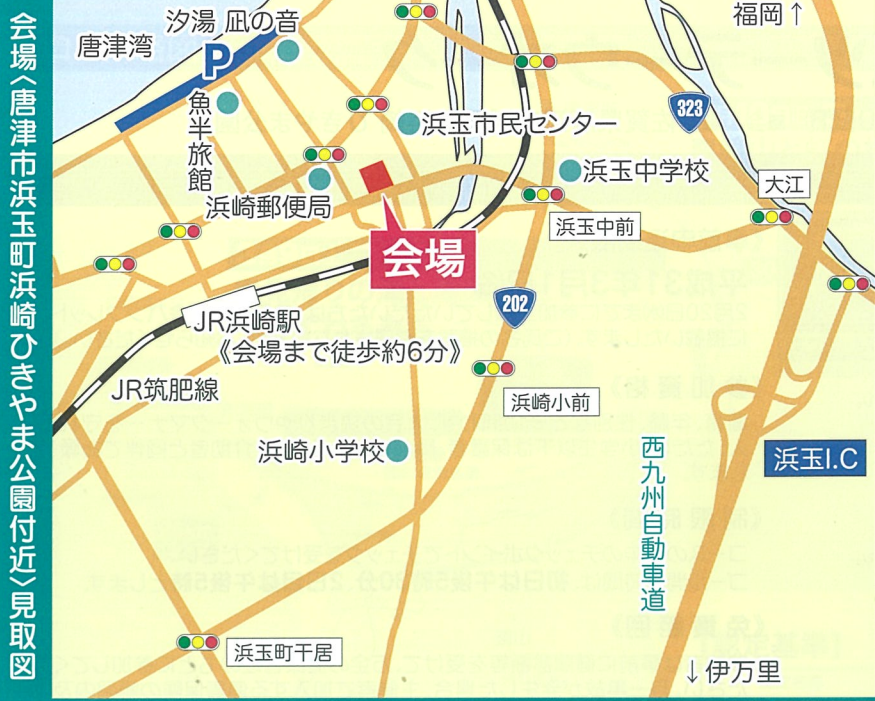 会場〈唐津市浜玉町浜崎ひきやま公園付近〉見取図
福岡↑
汐湯 凪の音
唐津湾
P
魚半旅館
323
浜玉市民センター
浜玉中学校
大江
浜崎郵便局
浜玉中前
会場
202
JR浜崎駅
《会場まで徒歩約6分》
JR筑肥線
浜崎小前
浜崎小学校
西九州自動車道
浜玉I.C
浜玉町干居
↓伊万里